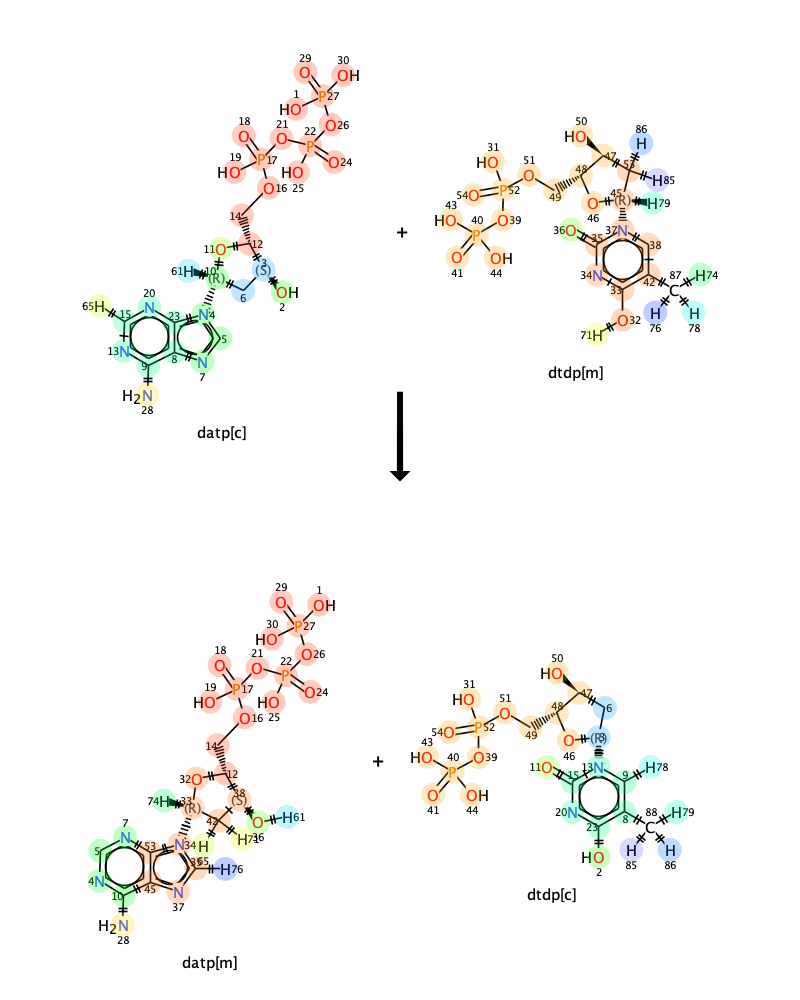 29
30
O
OH
1
P 27
HO
O 26
18
21
22
O
O
P
19
P 17
O 24
HO
HO
25
O 16
14
11
O
12
61 H
10
(R)
3
(S)
6
OH
2
65 H
20
N
15
23
N 4
5
13 N
8
9
N
7
H2N
28
datp[c]
+
50
86
HO
H
47
31
51
48
53
HO
O
H 85
P 52
45
54 O
49
(R)
H 79
43
O
46
HO
O 39
40
P
36 O
37 N
35
38
O
41
OH
44
34 N
33
42
87
H 74
C
H
76
H
78
O 32
71 H
dtdp[m]
29
1
O
OH
30
P 27
HO
O 26
18
21
22
O
O
P
19
P 17
O 24
HO
HO
25
O 16
14
32 O
12
74 H
33
(R)
38
(S)
O
36
H 61
42
H
H
7
N
53
N 34
65
5
H 76
4 N
45
10
N
37
H2N
28
datp[m]
+
50
HO
47
31
51
48
6
HO
O
P 52
54 O
49
O
46
(R)
43
HO
40
P
O 39
11 O
13 N
15
9
H 78
O
41
OH
44
20 N
23
8
88
H 79
C
H
85
H
86
HO
2
dtdp[c]